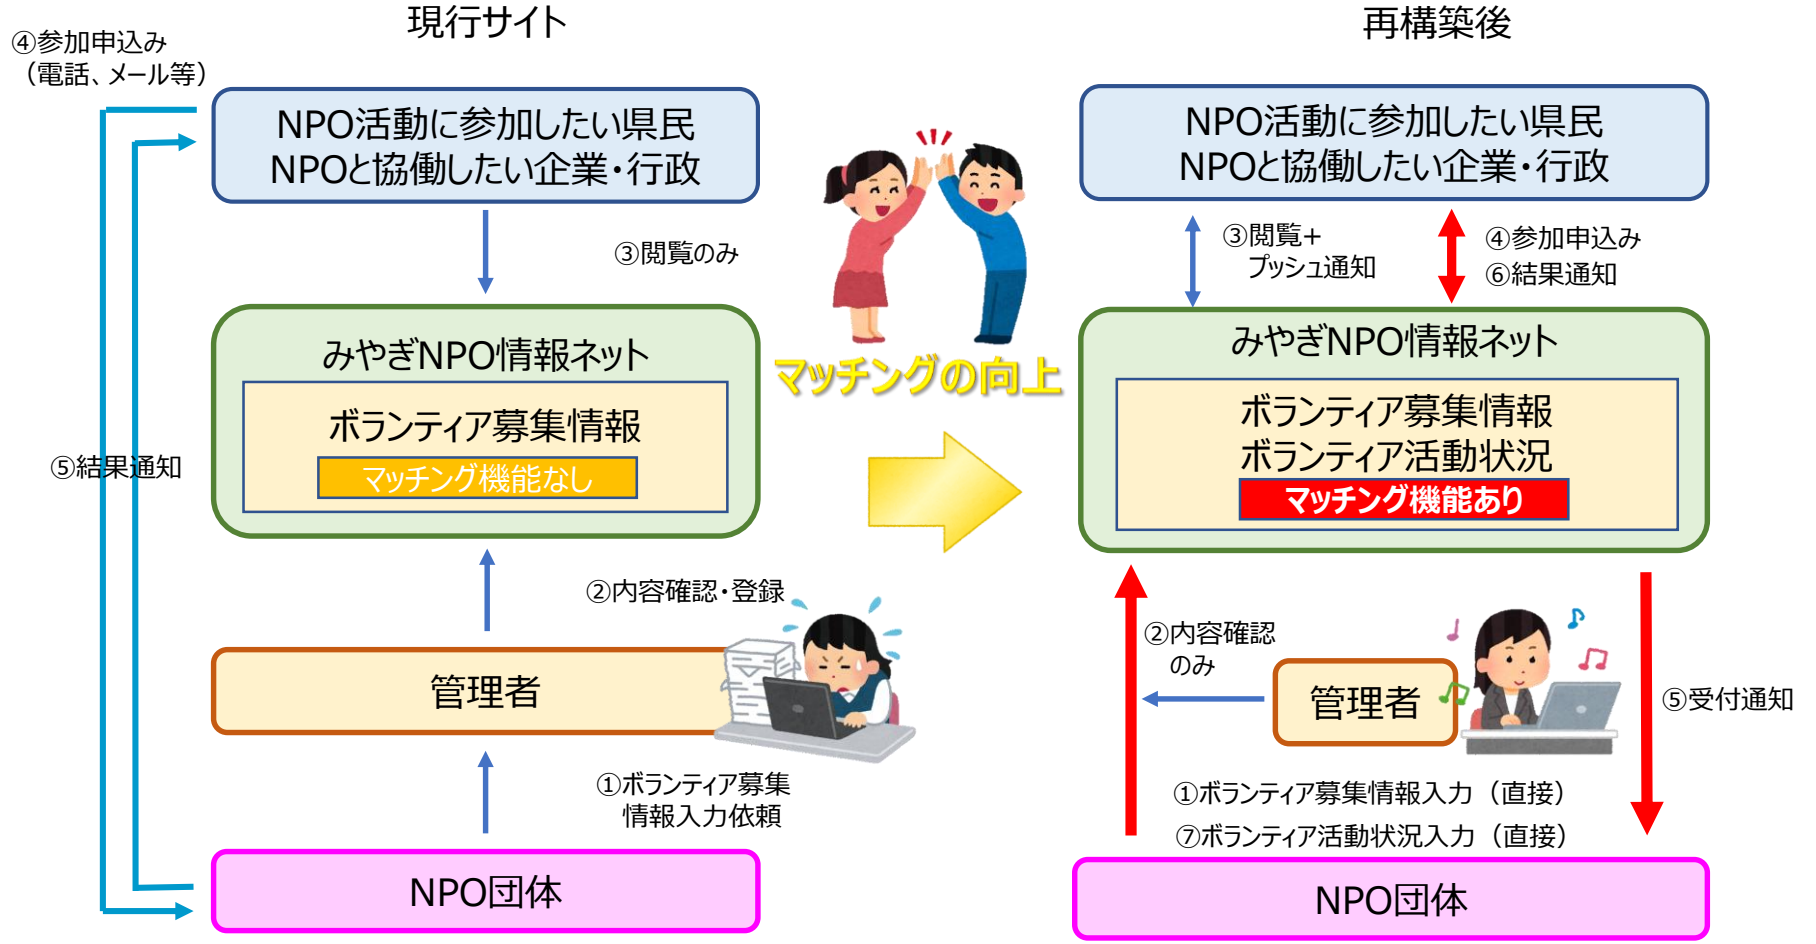 現行サイト
④参加申込み
（電話、メール等）
NPO活動に参加したい県民
NPOと協働したい企業・行政
③閲覧のみ
みやぎNPO情報ネット
ボランティア募集情報
マッチング機能なし
⑤結果通知
②内容確認・登録
管理者
①ボランティア募集
情報入力依頼
NPO団体
マッチングの向上
再構築後
NPO活動に参加したい県民
NPOと協働したい企業・行政
③閲覧+
プッシュ通知
④参加申込み
⑥結果通知
みやぎNPO情報ネット
ボランティア募集情報
ボランティア活動状況
マッチング機能あり
②内容確認
のみ
管理者
⑤受付通知
①ボランティア募集情報入力（直接）
⑦ボランティア活動状況入力（直接）
NPO団体